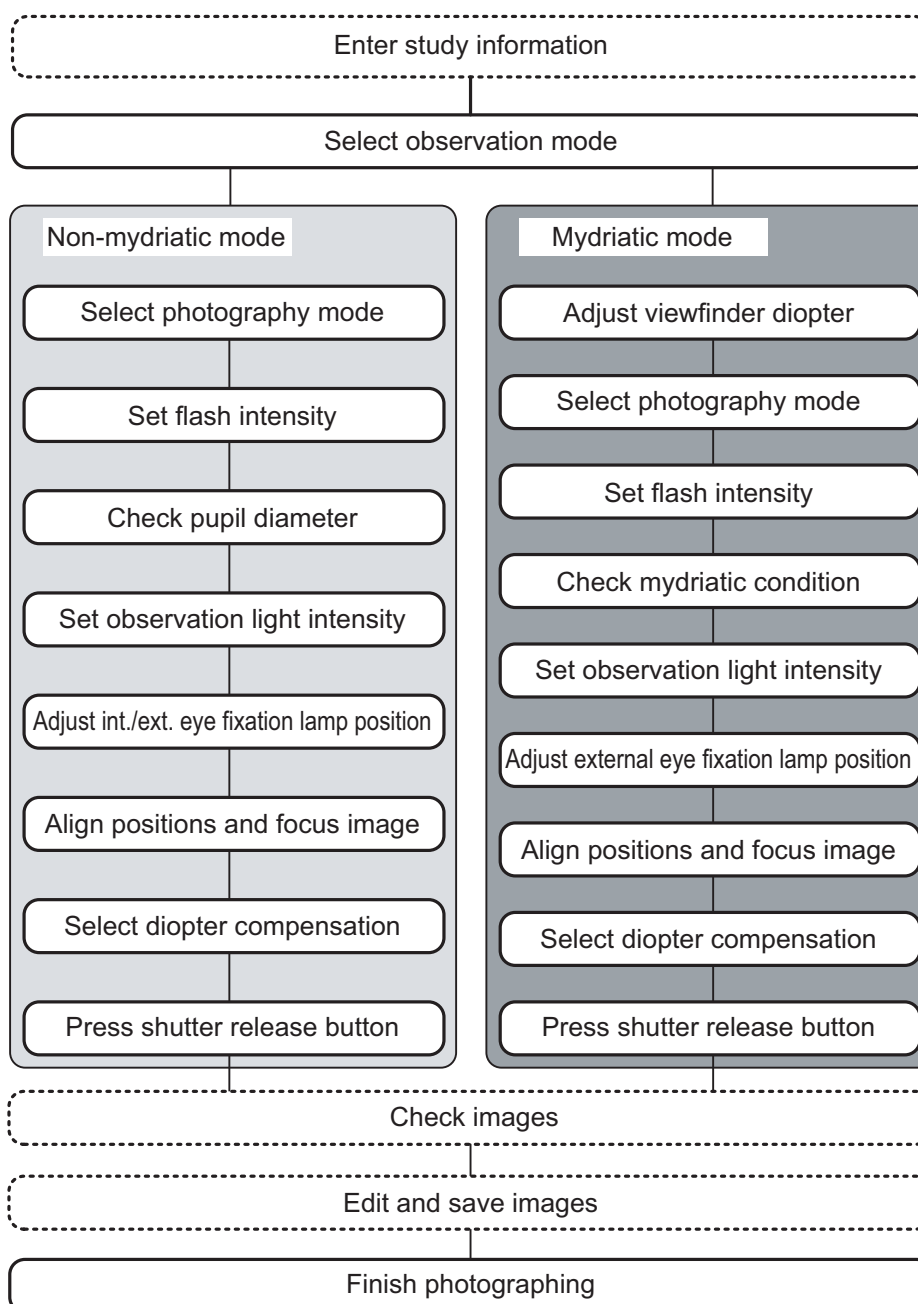 Enter study information
Select observation mode
Non-mydriatic mode
Select photography mode
Set flash intensity
Check pupil diameter
Set observation light intensity
Adjust int./ext. eye fixation lamp position
Align positions and focus image
Select diopter compensation
Press shutter release button
Mydriatic mode
Adjust viewfinder diopter
Select photography mode
Set flash intensity
Check mydriatic condition
Set observation light intensity
Adjust external eye fixation lamp position
Align positions and focus image
Select diopter compensation
Press shutter release button
Check images
Edit and save images
Finish photographing